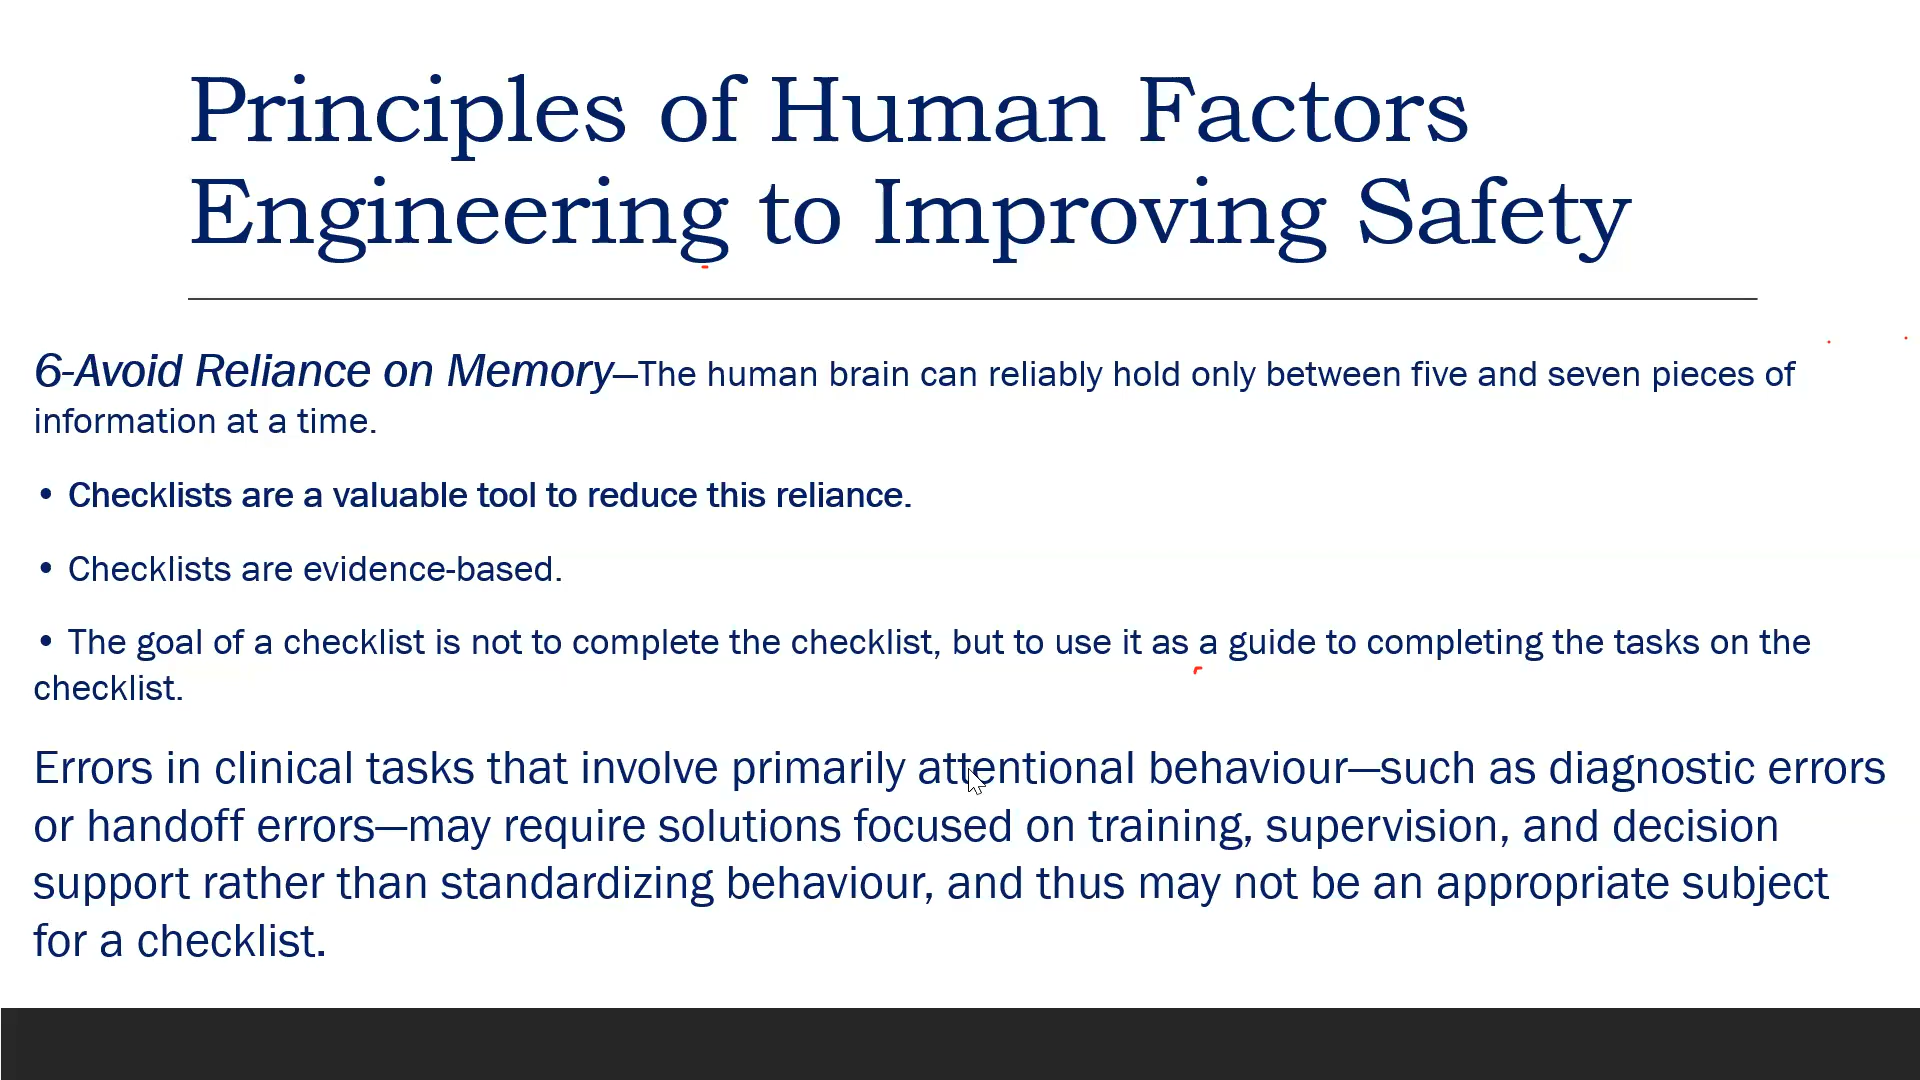 Principles of Human Factors
Engineering to Improving Safety
6-Avoid Reliance on Memory—The human brain can reliably hold only between five and seven pieces of
information at a time.
• Checklists are a valuable tool to reduce this reliance.
• Checklists are evidence-based.
• The goal of a checklist is not to complete the checklist, but to use it as a guide to completing the tasks on the
checklist.
Errors in clinical tasks that involve primarily attentional behaviour—such as diagnostic errors
or handoff errors—may require solutions focused on training, supervision, and decision
support rather than standardizing behaviour, and thus may not be an appropriate subject
for a checklist.